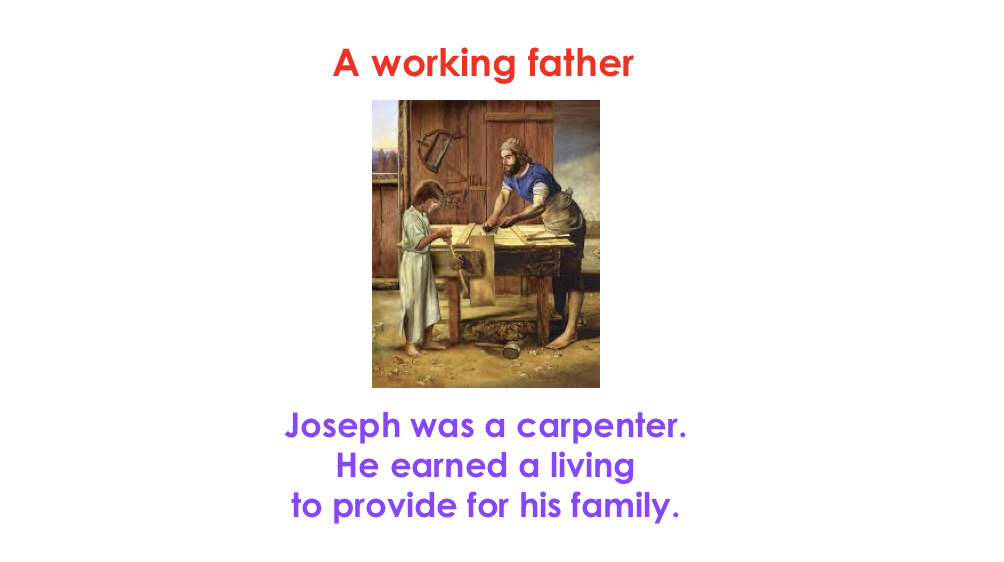 A working father
Joseph was a carpenter.
He earned a living
to provide for his family.